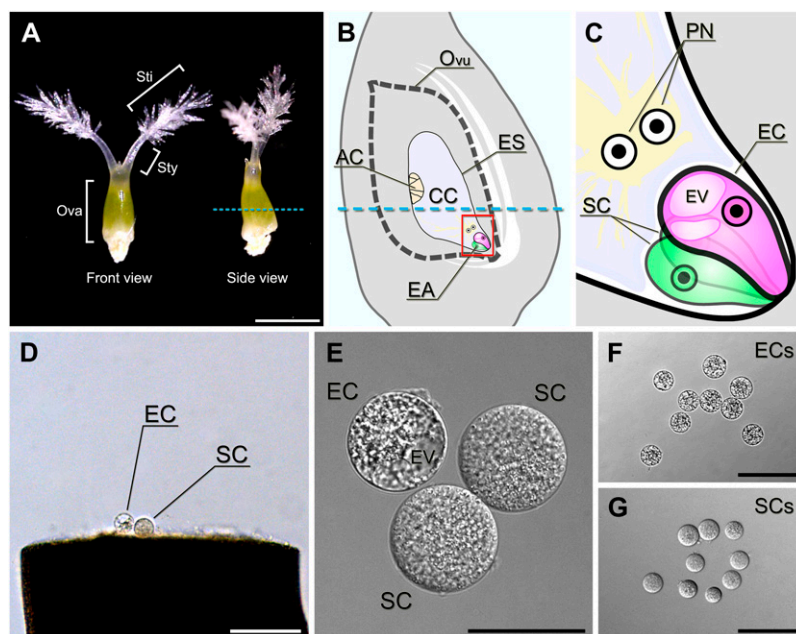 A
Sti
Sty
Ova
Front view
Side view
B
Ovu
AC
CC
ES
EA
C
PN
EC
SC
EV
D
EC
SC
E
EC
SC
EV
SC
F
ECs
G
SCs